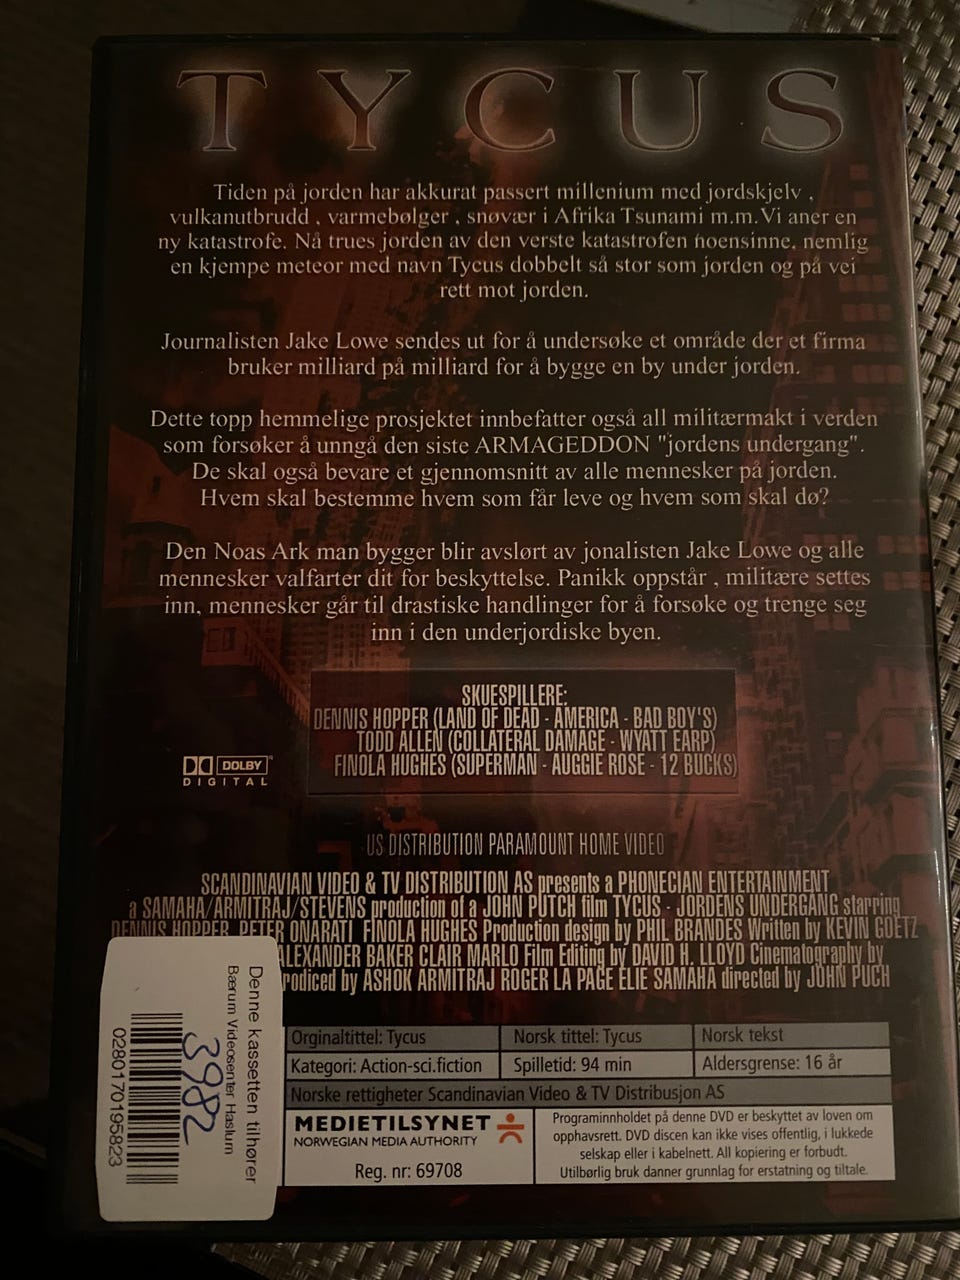 TYCUS
Tiden på jorden har akkurat passert millenium med jordskjelv ,
vulkanutbrudd , varmebølger , snøvær i Afrika Tsunami m.m.Vi aner en
ny katastrofe. Nå trues jorden av den verste katastrofen noensinne, nemlig
en kjempe meteor med navn Tycus dobbelt så stor som jorden og på vei
rett mot jorden.
Journalisten Jake Lowe sendes ut for å undersøke et område der et firma
bruker milliard på milliard for å bygge en by under jorden.
Dette topp hemmelige prosjektet innbefatter også all militærmakt i verden
som forsøker å unngå den siste ARMAGEDDON "jordens undergang".
De skal også bevare et gjennomsnitt av alle mennesker på jorden.
Hvem skal bestemme hvem som får leve og hvem som skal dø?
Den Noas Ark man bygger blir avslørt av jonalisten Jake Lowe og alle
mennesker valfarter dit for beskyttelse. Panikk oppstår , militære settes
inn, mennesker går til drastiske handlinger for å forsøke og trenge seg
inn i den underjordiske byen.
SKUESPILLERE:
DENNIS HOPPER (LAND OF DEAD - AMERICA - BAD BOY'S)
TODD ALLEN (COLLATERAL DAMAGE - WYATT EARP)
FINOLA HUGHES (SUPERMAN - AUGGIE ROSE - 12 BUCKS)
DOLBY
DIGITAL
US DISTRIBUTION PARAMOUNT HOME VIDEO
SCANDINAVIAN VIDEO & TV DISTRIBUTION AS presents a PHONECIAN ENTERTAINMENT
a SAMAHA/ARMITRAJ/STEVENS production of a JOHN PUTCH film TYCUS - JORDENS UNDERGANG starring
DENNIS HOPPER, PETER ONARATI FINOLA HUGHES Production design by PHIL BRANDES Written by KEVIN GOETZ
ALEXANDER BAKER CLAIR MARLO Film Editing by DAVID H. LLOYD Cinematography by
rodiced by ASHOK ARMITRAJ ROGER LA PAGE ELIE SAMAHA directed by JOHN PUCH
Denne kassetten tilhører
Bærum Videosenter Haslum
3982
0280170195823
Orginaltittel: Tycus
Norsk tittel: Tycus
Norsk tekst
Kategori: Action-sci.fiction
Spilletid: 94 min
Aldersgrense: 16 år
Norske rettigheter Scandinavian Video & TV Distribusjon AS
MEDIETILSYNET
NORWEGIAN MEDIA AUTHORITY
Reg. nr: 69708
Programinnholdet på denne DVD er beskyttet av loven om
opphavsrett. DVD discen kan ikke vises offentlig, i lukkede
selskap eller i kabelnett. All kopiering er forbudt.
Utilbørlig bruk danner grunnlag for erstatning og tiltale.